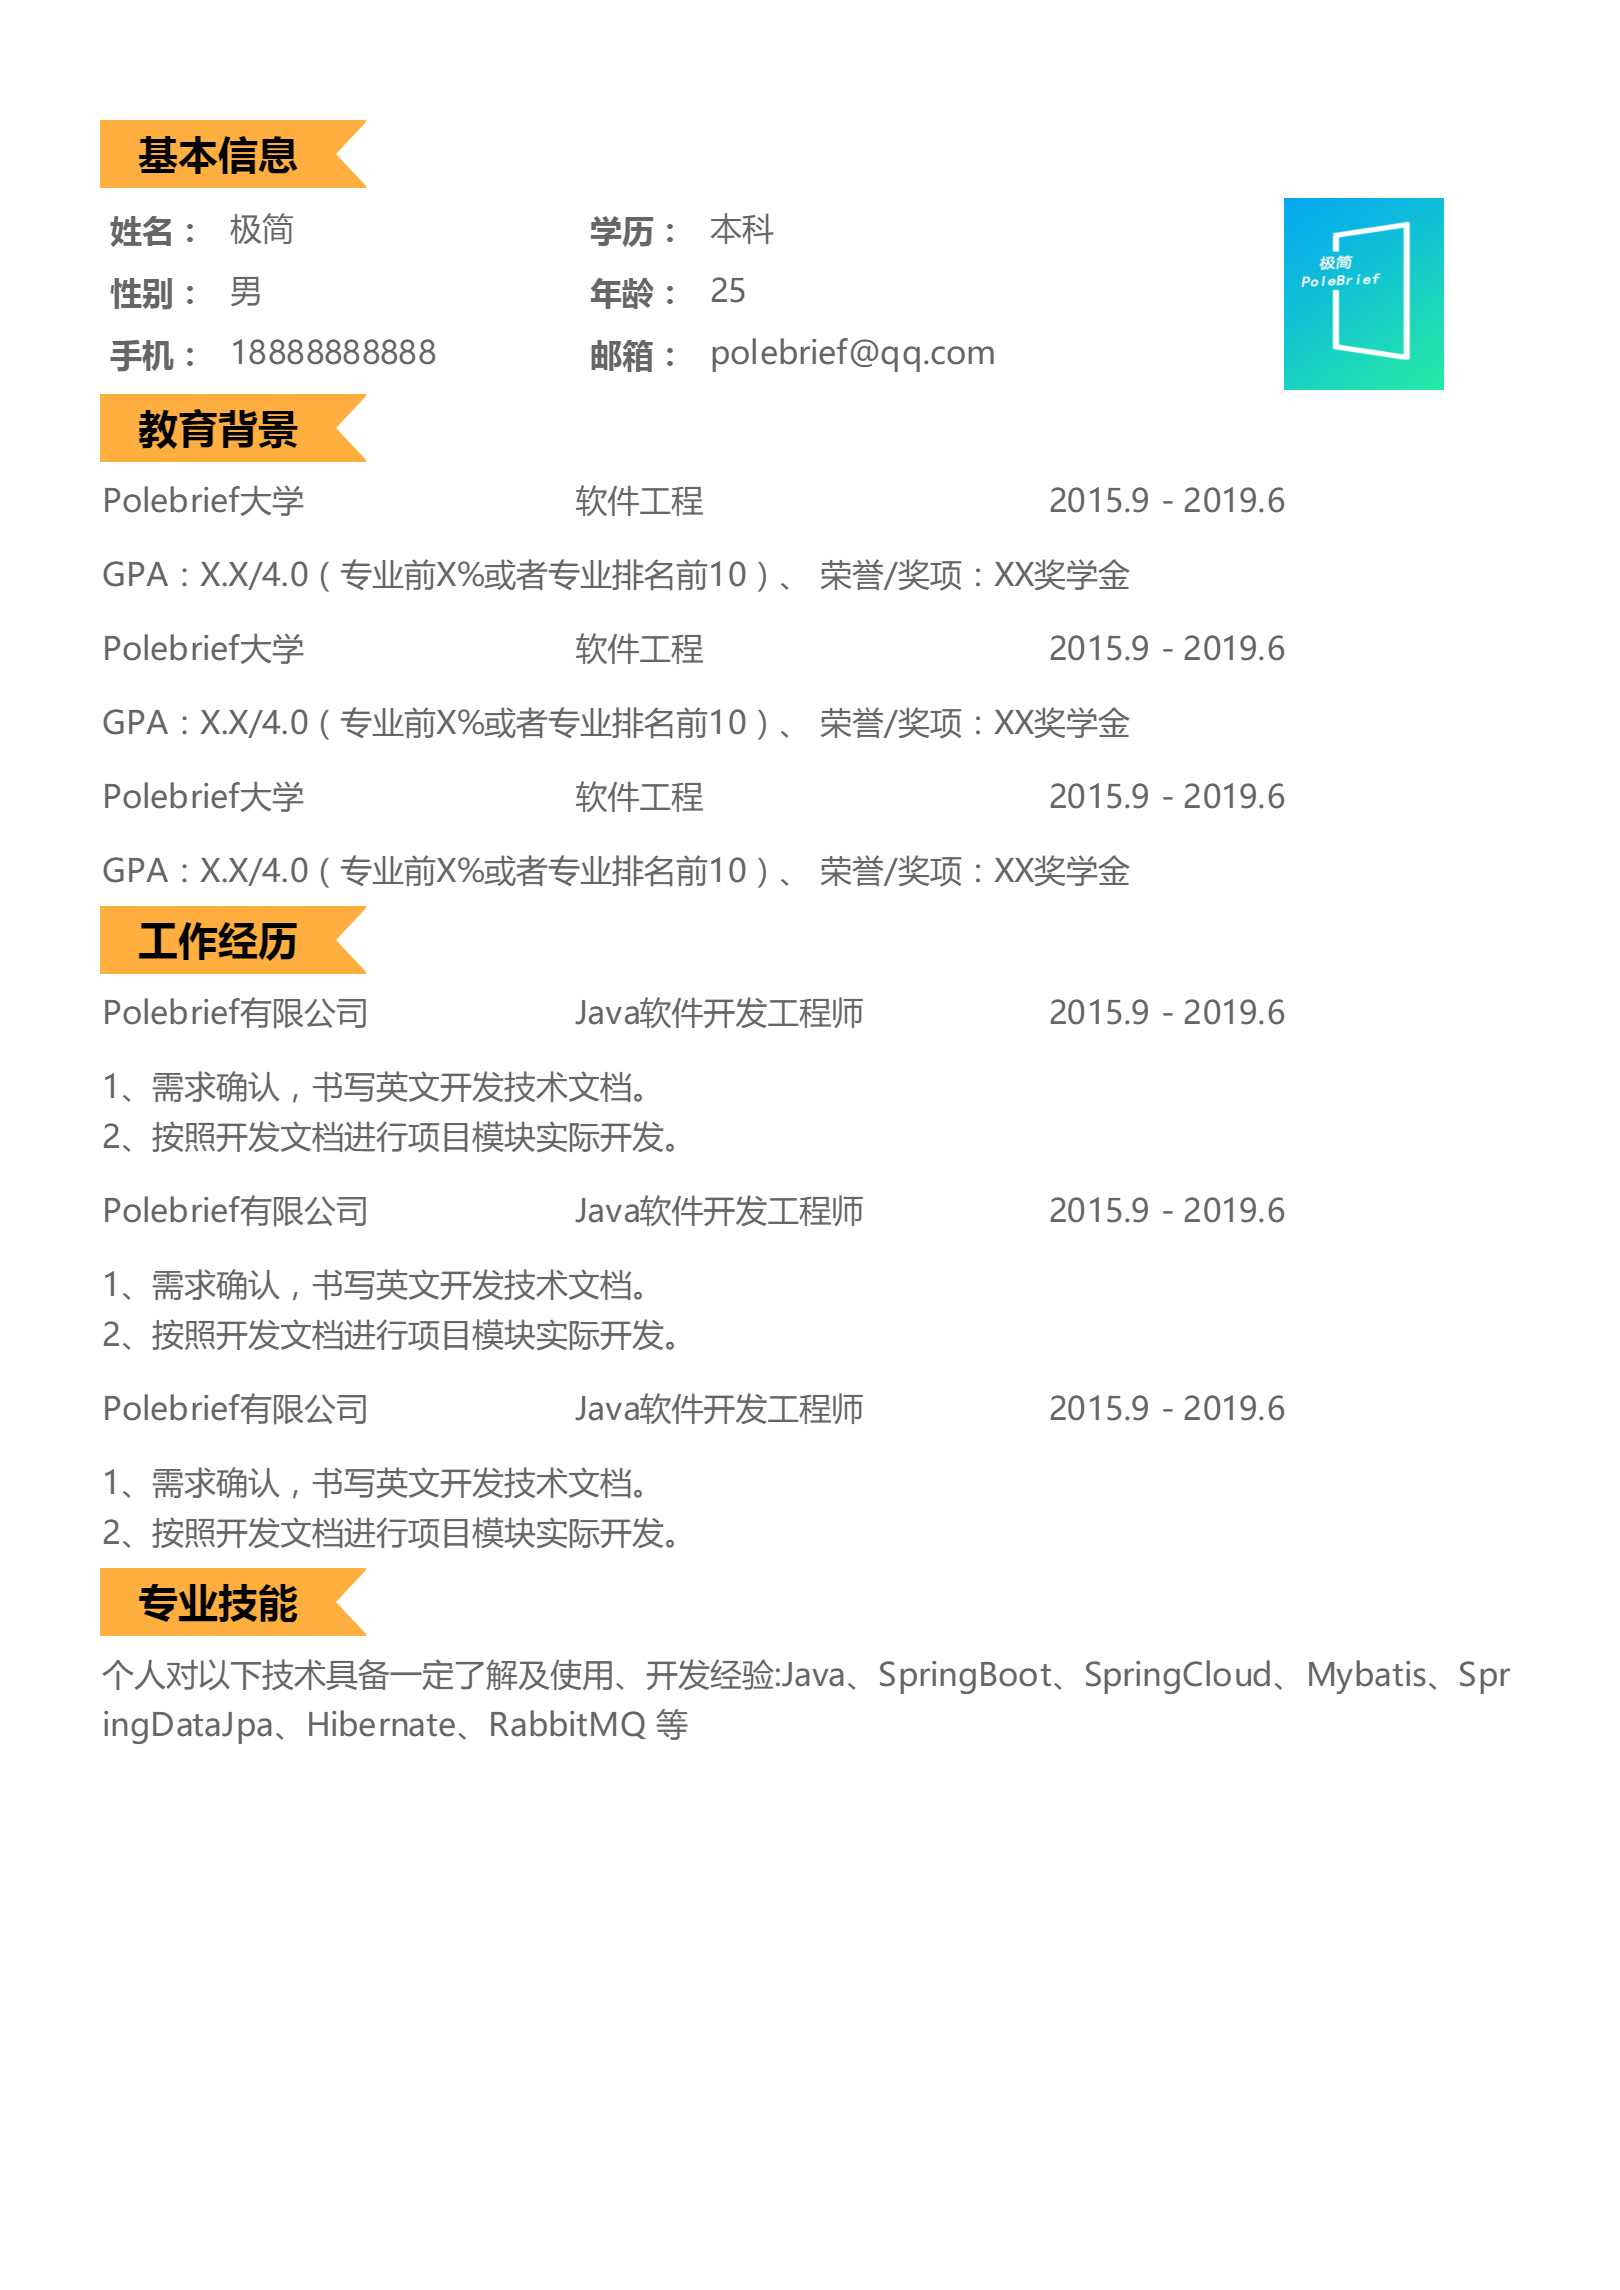 基本信息
姓名： 极简 学历： 本科
性别： 男 年龄： 25
手机： 18888888888 邮箱： polebrief@qq.com
极简
PoleBrief
教育背景
Polebrief大学 软件工程 2015.9 - 2019.6
GPA：X.X/4.0（专业前X%或者专业排名前10）、 荣誉/奖项：XX奖学金
Polebrief大学 软件工程 2015.9 - 2019.6
GPA：X.X/4.0（专业前X%或者专业排名前10）、 荣誉/奖项：XX奖学金
Polebrief大学 软件工程 2015.9 - 2019.6
GPA：X.X/4.0（专业前X%或者专业排名前10）、 荣誉/奖项：XX奖学金
工作经历
Polebrief有限公司 Java软件开发工程师 2015.9 - 2019.6
1、需求确认，书写英文开发技术文档。
2、按照开发文档进行项目模块实际开发。
Polebrief有限公司 Java软件开发工程师 2015.9 - 2019.6
1、需求确认，书写英文开发技术文档。
2、按照开发文档进行项目模块实际开发。
Polebrief有限公司 Java软件开发工程师 2015.9 - 2019.6
1、需求确认，书写英文开发技术文档。
2、按照开发文档进行项目模块实际开发。
专业技能
个人对以下技术具备一定了解及使用、开发经验:Java、SpringBoot、SpringCloud、Mybatis、Spr
ingDataJpa、Hibernate、RabbitMQ 等